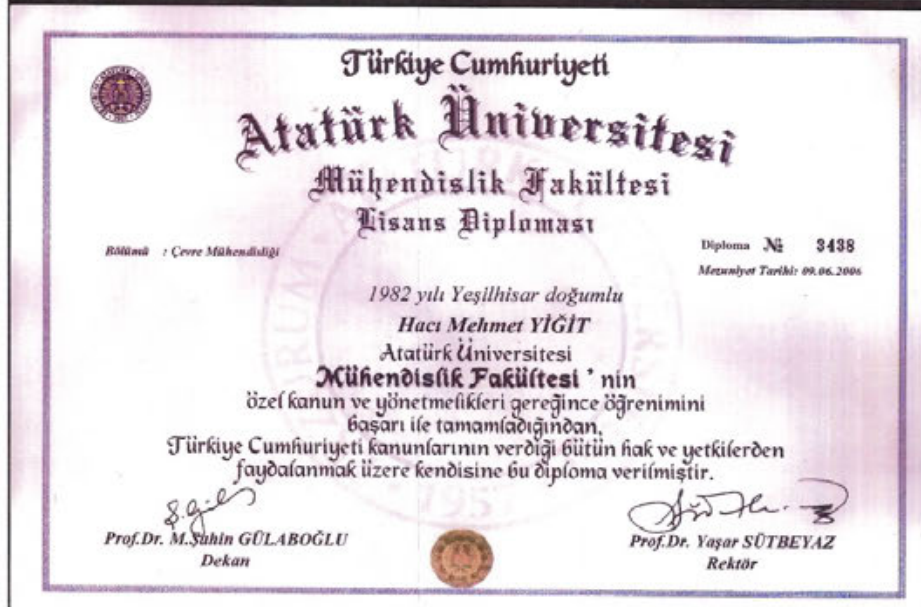 Türkiye Cumhuriyeti
Atatürk Üniversitesi
Mühendislik Fakültesi
Lisans Diploması
Bölümü : Çevre Mühendisliği
Diploma № 3438
Mezuniyet Tarihi: 09.06.2006
1982 yılı Yeşilhisar doğumlu
Hacı Mehmet YİĞİT
Atatürk Üniversitesi
Mühendislik Fakültesi ' nin
özel kanun ve yönetmelikleri gereğince öğrenimini
başarı ile tamamladığından,
Türkiye Cumhuriyeti kanunlarının verdiği bütün hak ve yetkilerden
faydalanmak üzere kendisine bu diploma verilmiştir.
Prof.Dr. M.Şahin GÜLABOĞLU
Dekan
Prof.Dr. Yaşar SÜTBEYAZ
Rektör
1957